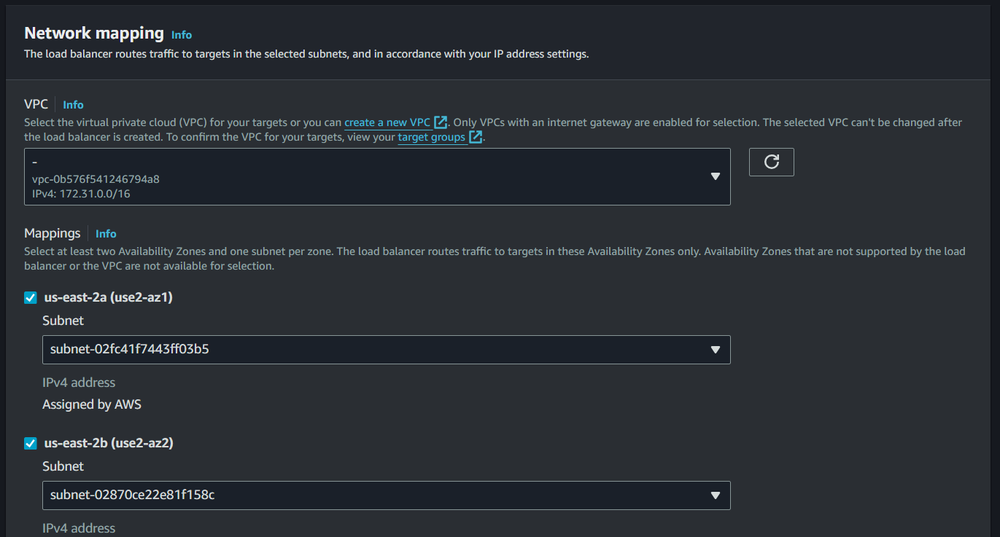 Network mapping Info
The load balancer routes traffic to targets in the selected subnets, and in accordance with your IP address settings.
VPC Info
Select the virtual private cloud (VPC) for your targets or you can create a new VPC. Only VPCs with an internet gateway are enabled for selection. The selected VPC can't be changed after
the load balancer is created. To confirm the VPC for your targets, view your target groups.
-
vpc-0b576f541246794a8
IPv4: 172.31.0.0/16
Mappings Info
Select at least two Availability Zones and one subnet per zone. The load balancer routes traffic to targets in these Availability Zones only. Availability Zones that are not supported by the load
balancer or the VPC are not available for selection.
us-east-2a (use2-az1)
Subnet
subnet-02fc41f7443ff03b5
IPv4 address
Assigned by AWS
us-east-2b (use2-az2)
Subnet
subnet-02870ce22e81f158c
IPv4 address